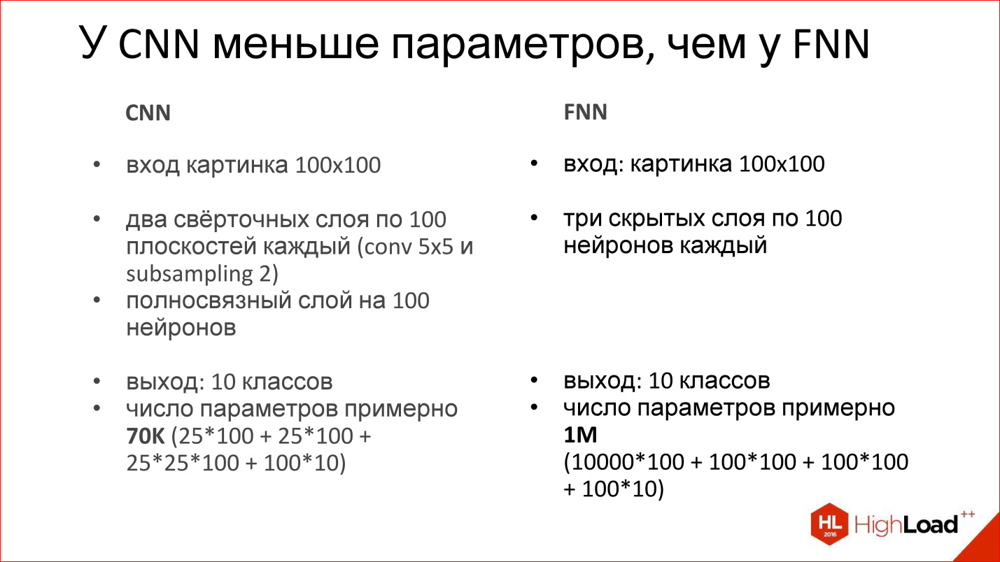 У CNN меньше параметров, чем у FNN
CNN
• вход картинка 100x100
• два свёрточных слоя по 100
плоскостей каждый (conv 5x5 и
subsampling 2)
• полносвязный слой на 100
нейронов
• выход: 10 классов
• число параметров примерно
70K (25*100 + 25*100 +
25*25*100 + 100*10)
FNN
• вход: картинка 100x100
• три скрытых слоя по 100
нейронов каждый
• выход: 10 классов
• число параметров примерно
1M
(10000*100 + 100*100 + 100*100
+ 100*10)
HL
2016
HighLoad++